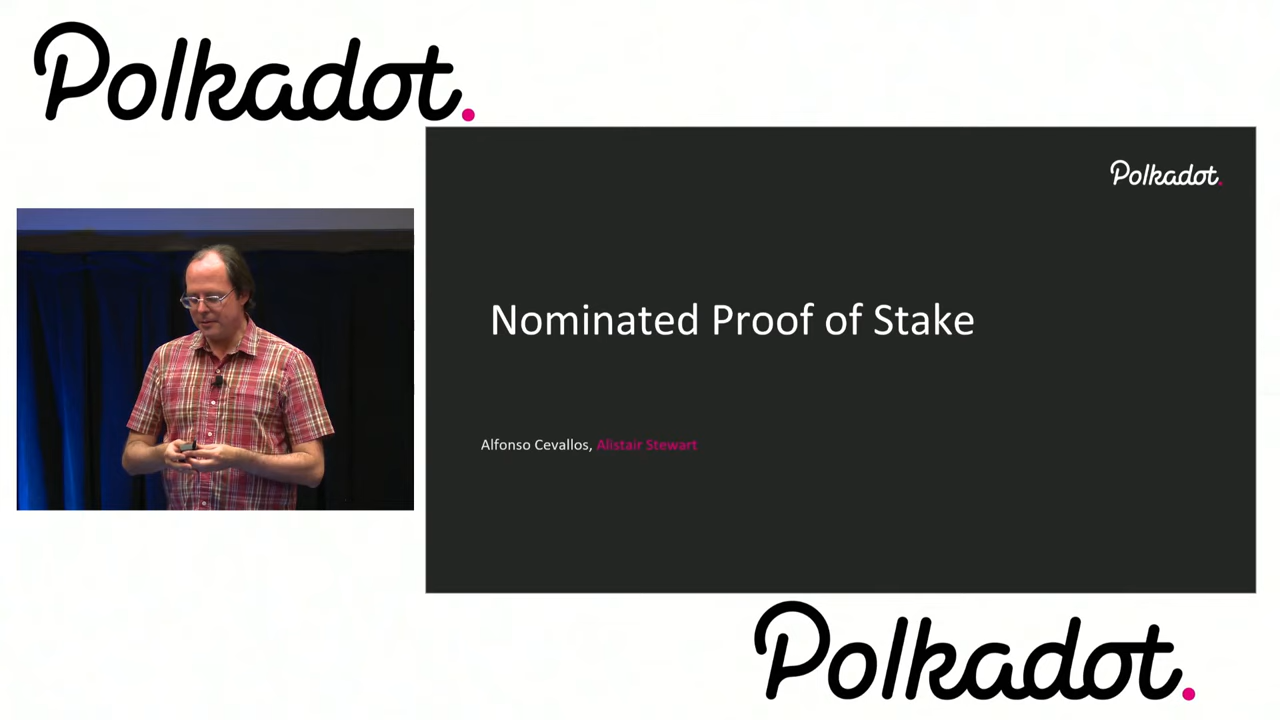 Polkadot.
Polkadot.
Nominated Proof of Stake
Alfonso Cevallos, Alistair Stewart
Polkadot.